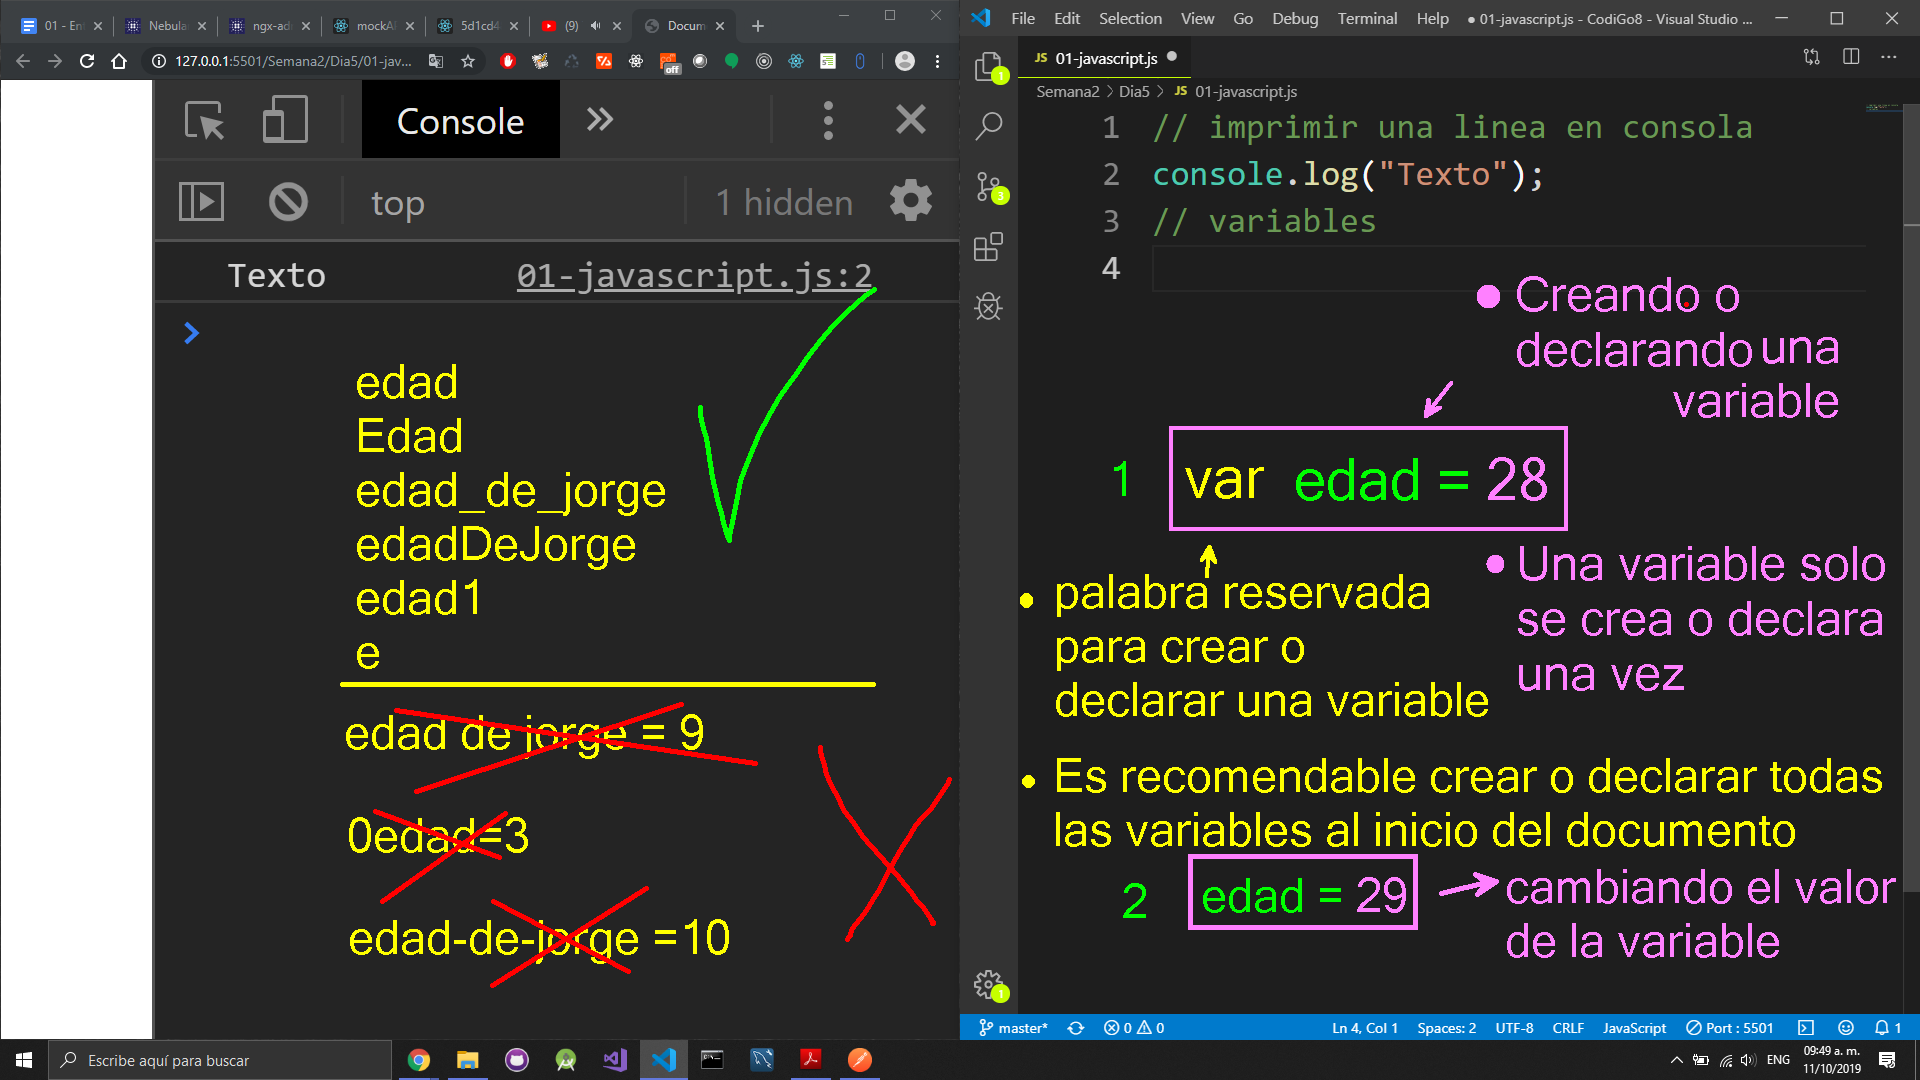 01 - En
Nebula
ngx-ad
mockA
5d1cd4
(9)
Docum
127.0.0.1:5501/Semana2/Dia5/01-jav...
off
Console
top
1 hidden
Texto
01-javascript.js:2
edad
Edad
edad_de_jorge
edadDeJorge
edad1
e
edad de jorge = 9
0edad=3
edad-de-jorge =10
File Edit Selection View Go Debug Terminal Help
● 01-javascript.js - CodiGo8 - Visual Studio ...
JS 01-javascript.js
Semana2 > Dia5 > JS 01-javascript.js
1
3
1
1 // imprimir una linea en consola
2 console.log("Texto");
3 // variables
4
• Creando o
declarando una
variable
1 var edad = 28
• palabra reservada
para crear o
declarar una variable
• Una variable solo
se crea o declara
una vez
• Es recomendable crear o declarar todas
las variables al inicio del documento
2 edad = 29
cambiando el valor
de la variable
master* 0 0
Ln 4, Col 1 Spaces: 2 UTF-8 CRLF JavaScript Port : 5501 1
Escribe aquí para buscar
ENG
09:49 a. m.
11/10/2019